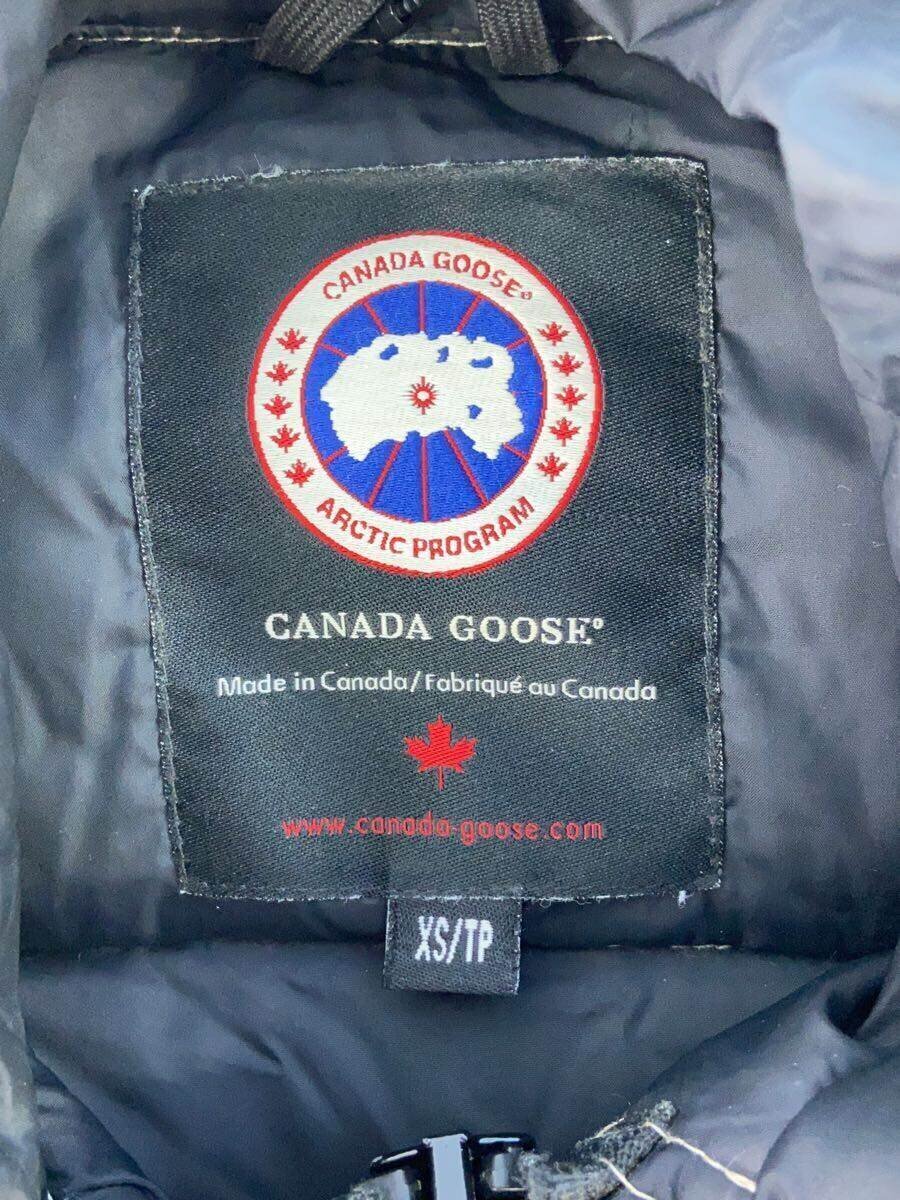 CANADA GOOSE®
ARCTIC PROGRAM
CANADA GOOSE®
Made in Canada/Fabriqué au Canada
www.canada-goose.com
XS/TP